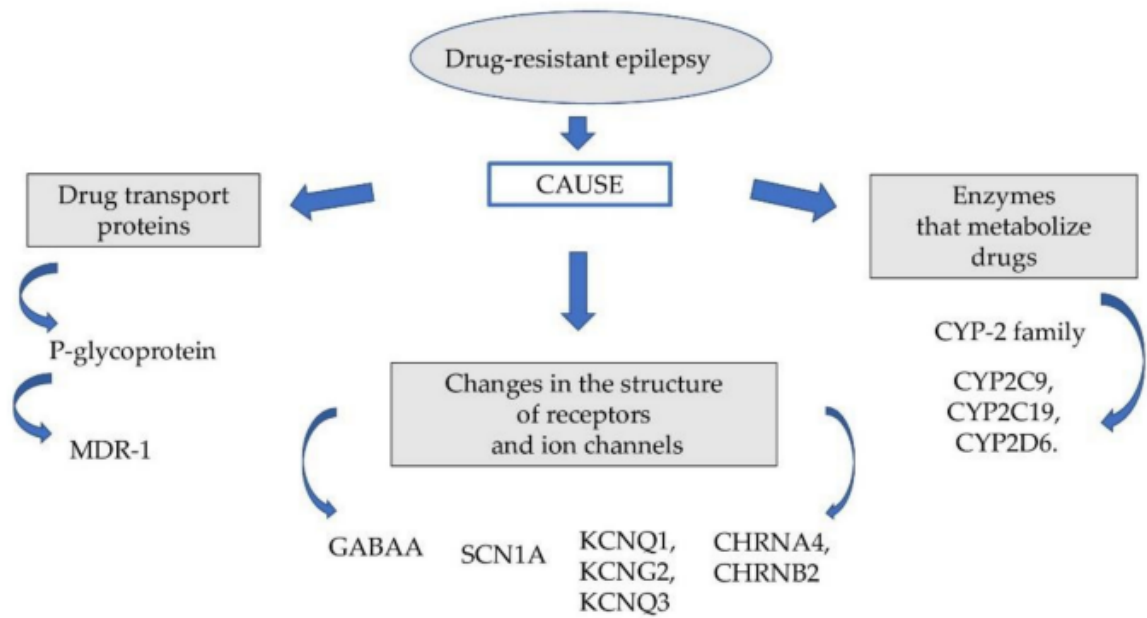 Drug-resistant epilepsy
CAUSE
Drug transport
proteins
P-glycoprotein
MDR-1
Changes in the structure
of receptors
and ion channels
GABAA
SCN1A
KCNQ1,
KCNG2,
KCNQ3
CHRNA4,
CHRNB2
Enzymes
that metabolize
drugs
CYP-2 family
CYP2C9,
CYP2C19,
CYP2D6.